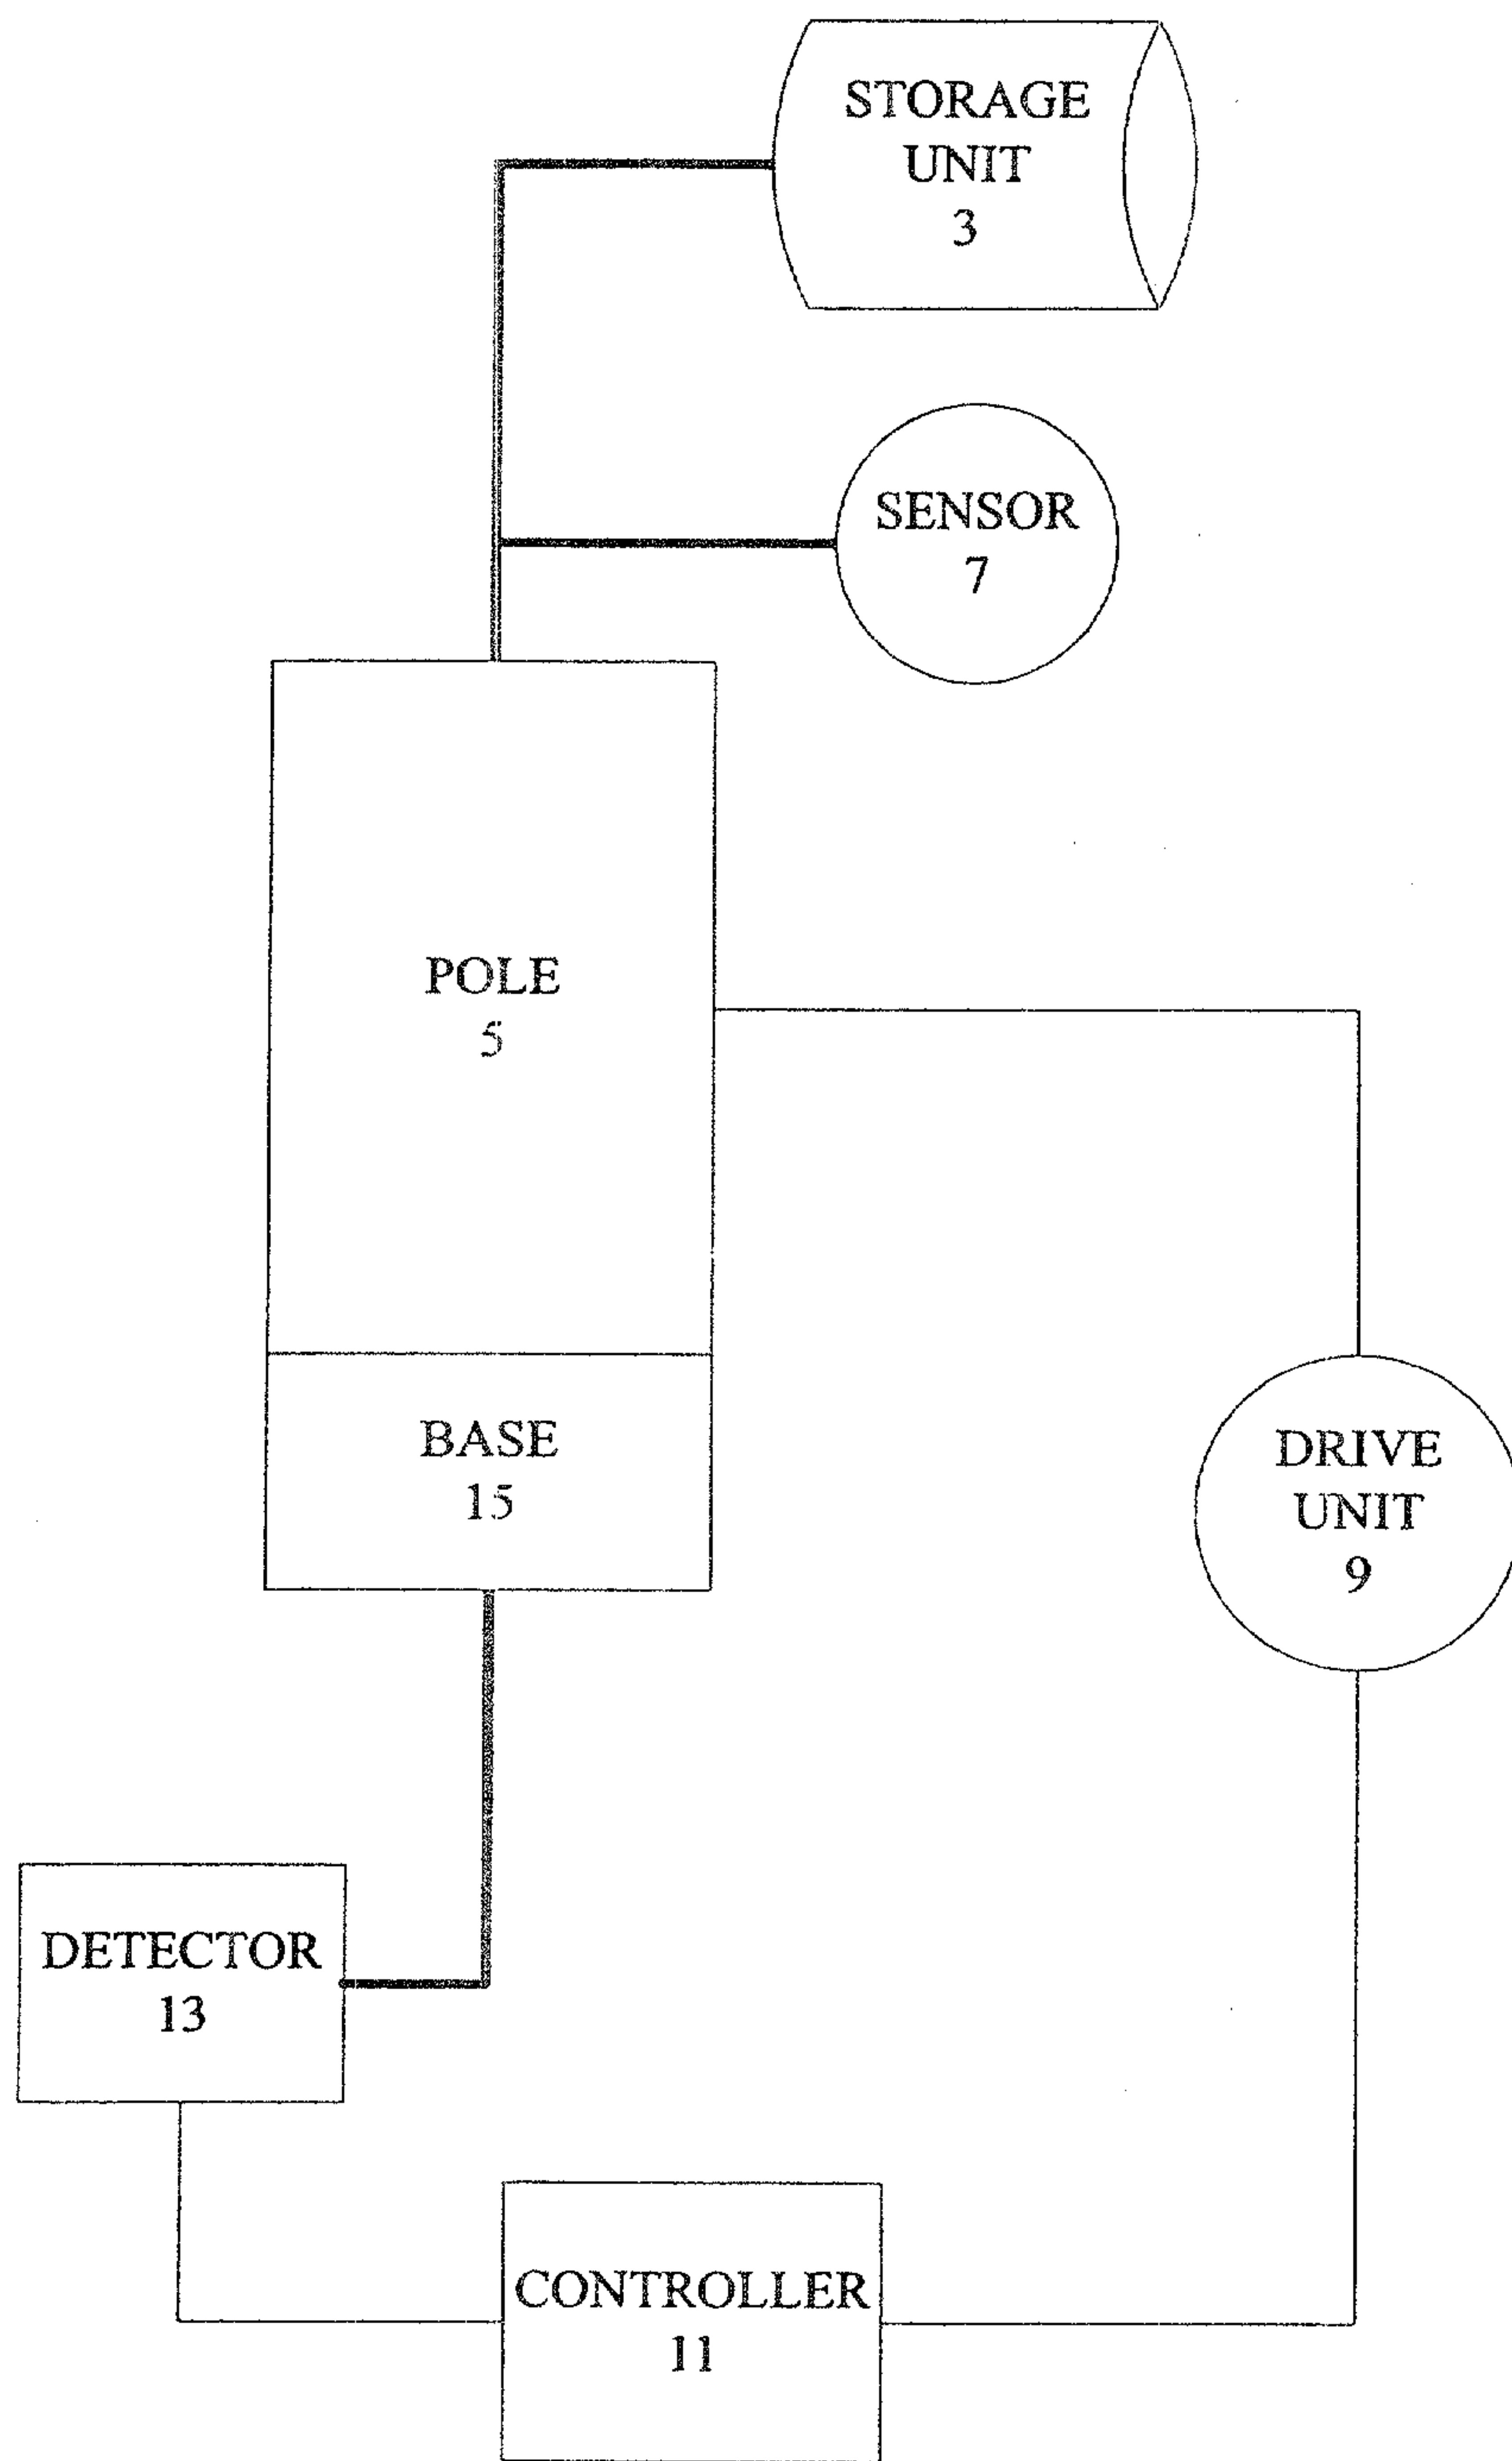 STORAGE
UNIT
3
SENSOR
7
POLE
5
BASE
15
DRIVE
UNIT
9
DETECTOR
13
CONTROLLER
11